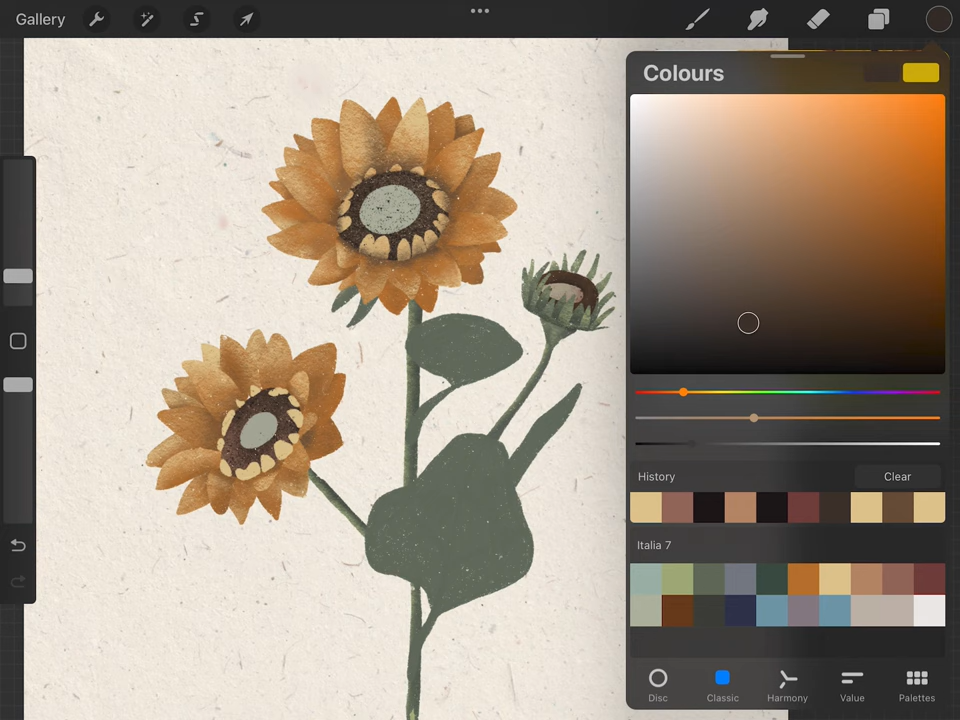 Gallery
Colours
History
Clear
Italia 7
Disc
Classic
Harmony
Value
Palettes